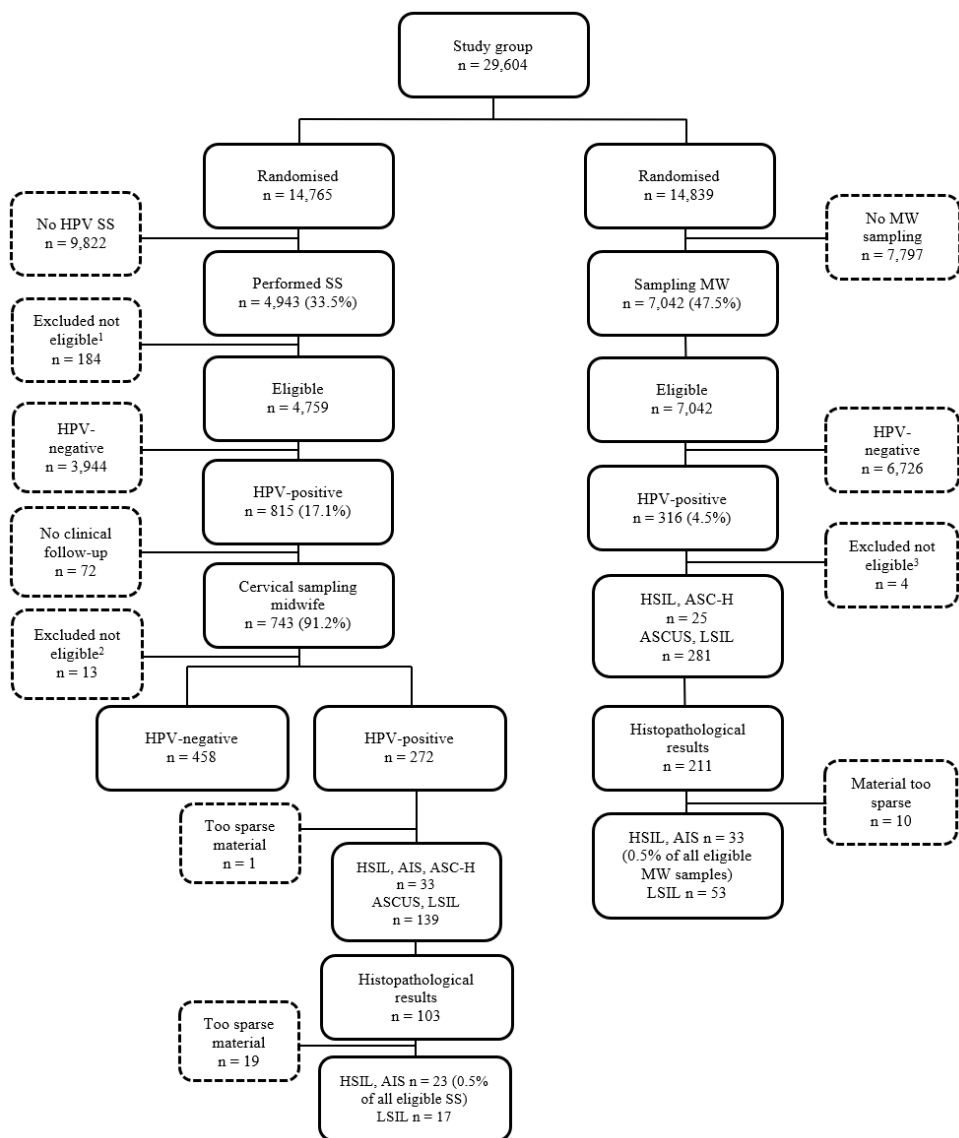 Study group
n = 29,604
Randomised
n = 14,765
Randomised
n = 14,839
No HPV SS
n = 9,822
No MW
sampling
n = 7,797
Performed SS
n = 4,943 (33.5%)
Sampling MW
n = 7,042 (47.5%)
Excluded not
eligible¹
n = 184
Eligible
n = 4,759
Eligible
n = 7,042
HPV-
negative
n = 3,944
HPV-
negative
n = 6,726
HPV-positive
n = 815 (17.1%)
HPV-positive
n = 316 (4.5%)
No clinical
follow-up
n = 72
Excluded not
eligible³
n = 4
Cervical sampling
midwife
n = 743 (91.2%)
HSIL, ASC-H
n = 25
ASCUS, LSIL
n = 281
Excluded not
eligible²
n = 13
HPV-negative
n = 458
HPV-positive
n = 272
Histopathological
results
n = 211
Material too
sparse
n = 10
Too sparse
material
n = 1
HSIL, AIS n = 33
(0.5% of all eligible
MW samples)
LSIL n = 53
HSIL, AIS, ASC-H
n = 33
ASCUS, LSIL
n = 139
Histopathological
results
n = 103
Too sparse
material
n = 19
HSIL, AIS n = 23 (0.5%
of all eligible SS)
LSIL n = 17